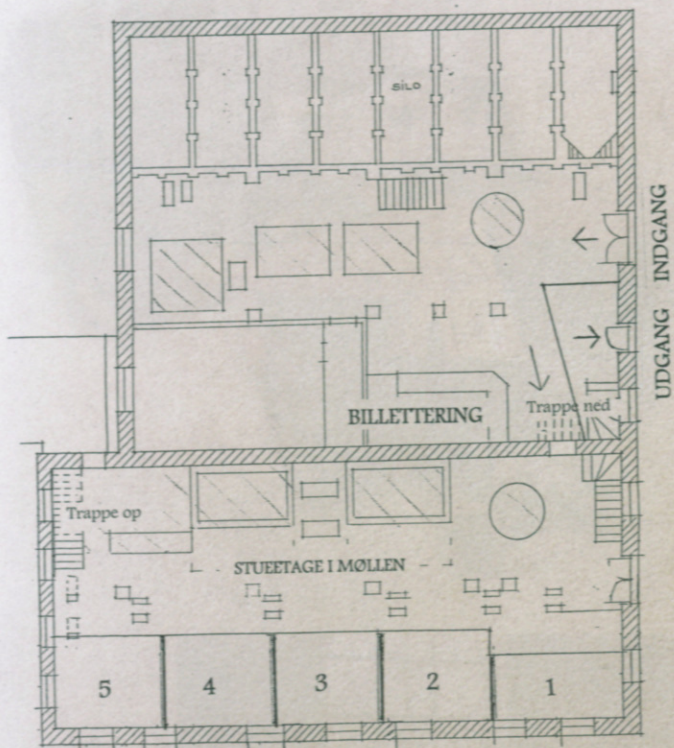 SILO
INDGANG
UDGANG
BILLETTERING
Trappe ned
Trappe op
STUEETAGE I MØLLEN
5
4
3
2
1